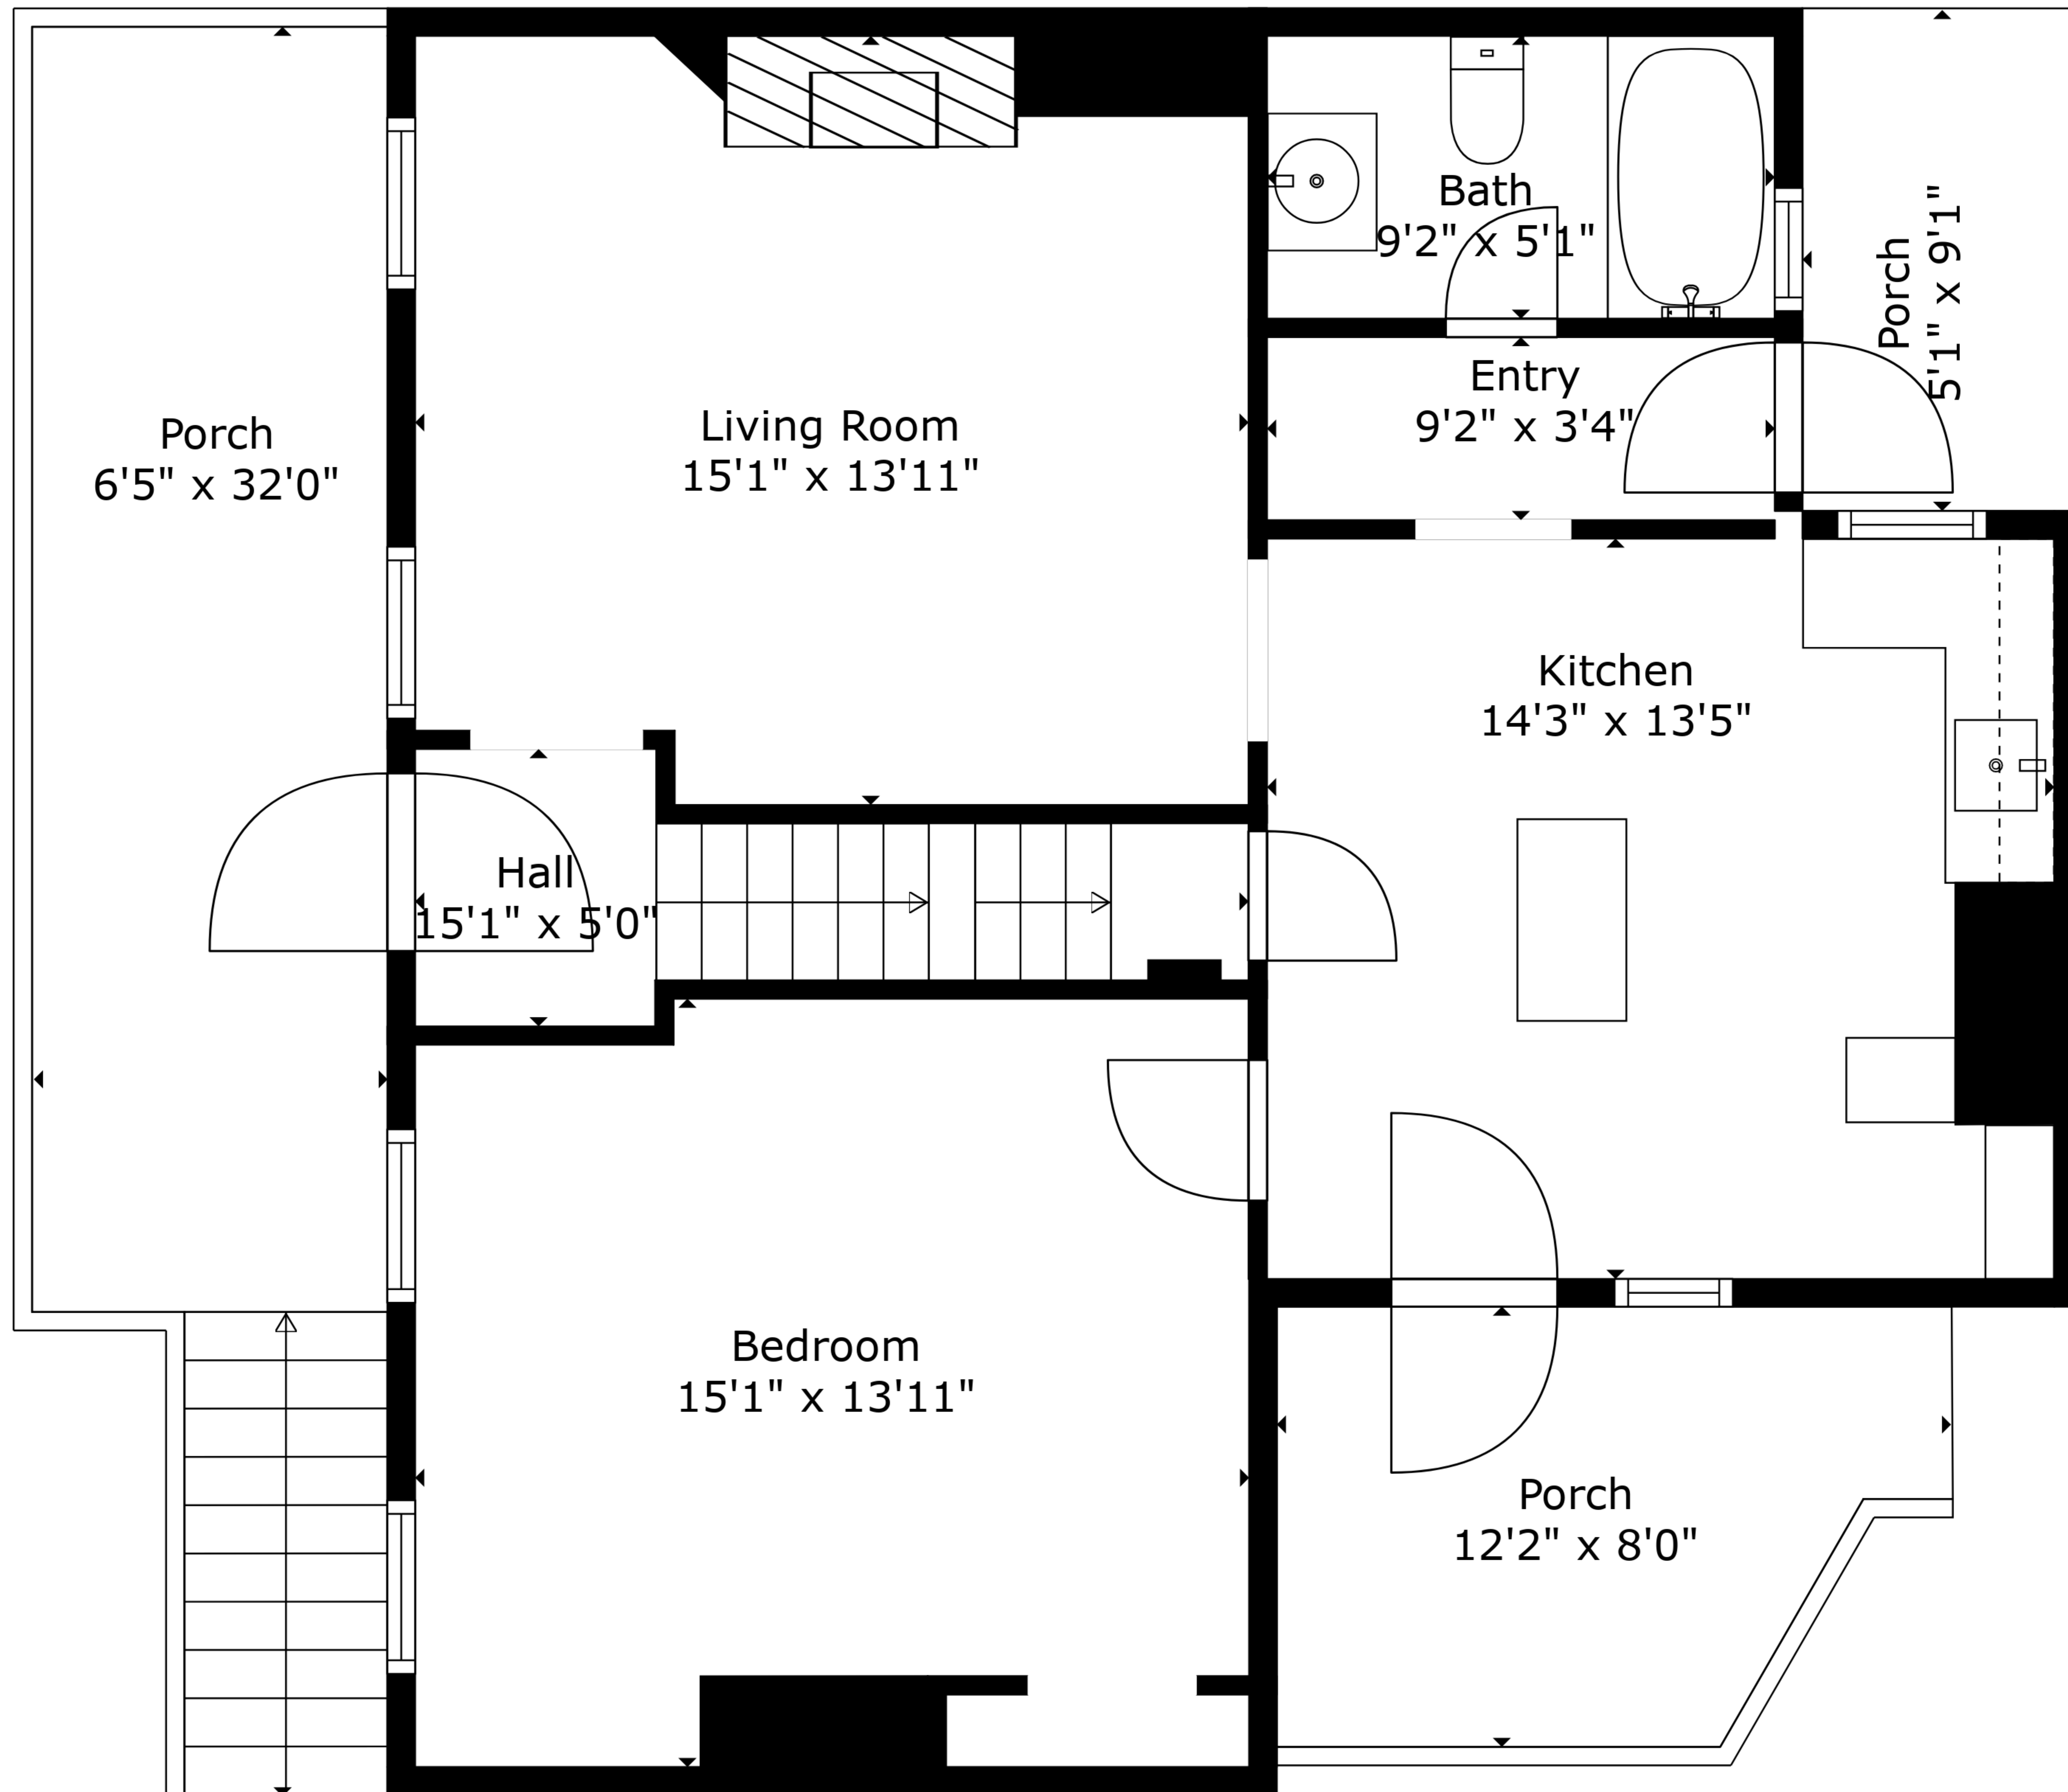 Bath
9'2" x 5'1"
Porch
5'1" x 9'1"
Entry
9'2" x 3'4"
Living Room
15'1" x 13'11"
Porch
6'5" x 32'0"
Kitchen
14'3" x 13'5"
Hall
15'1" x 5'0"
Bedroom
15'1" x 13'11"
Porch
12'2" x 8'0"